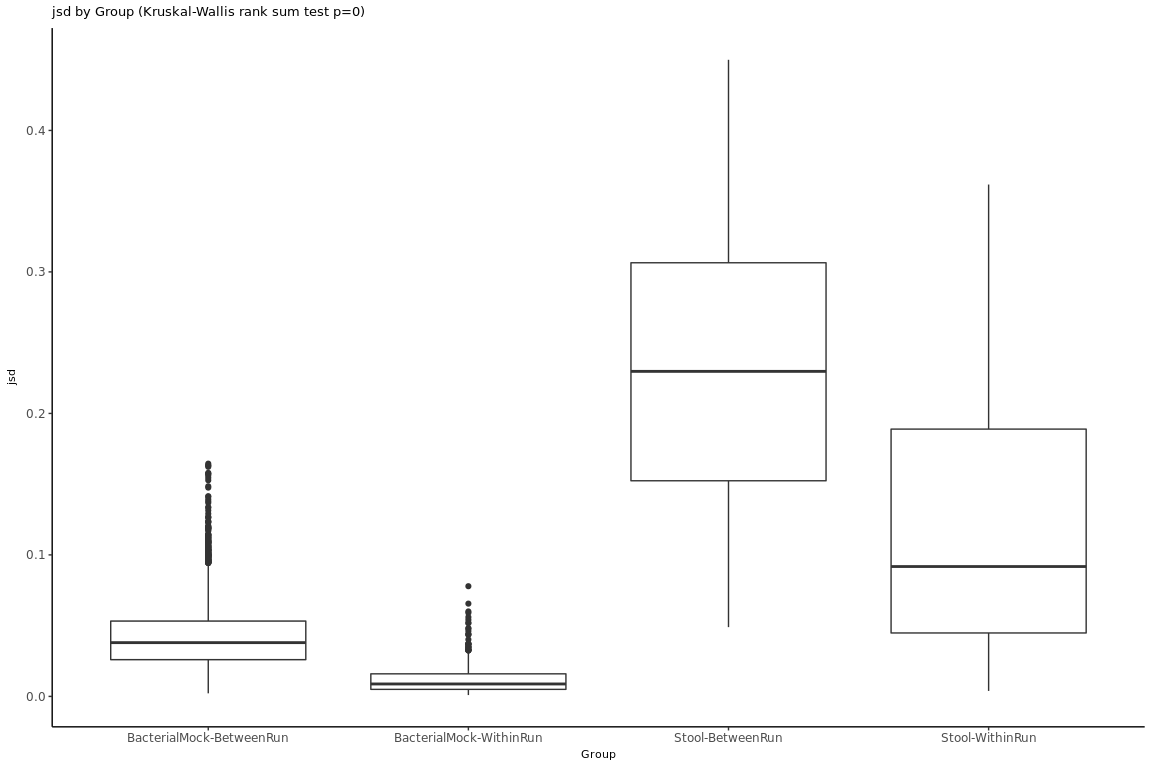 jsd by Group (Kruskal-Wallis rank sum test p=0)
0.4
0.3
jsd
0.2
0.1
0.0
BacterialMock-BetweenRun BacterialMock-WithinRun Stool-BetweenRun Stool-WithinRun
Group